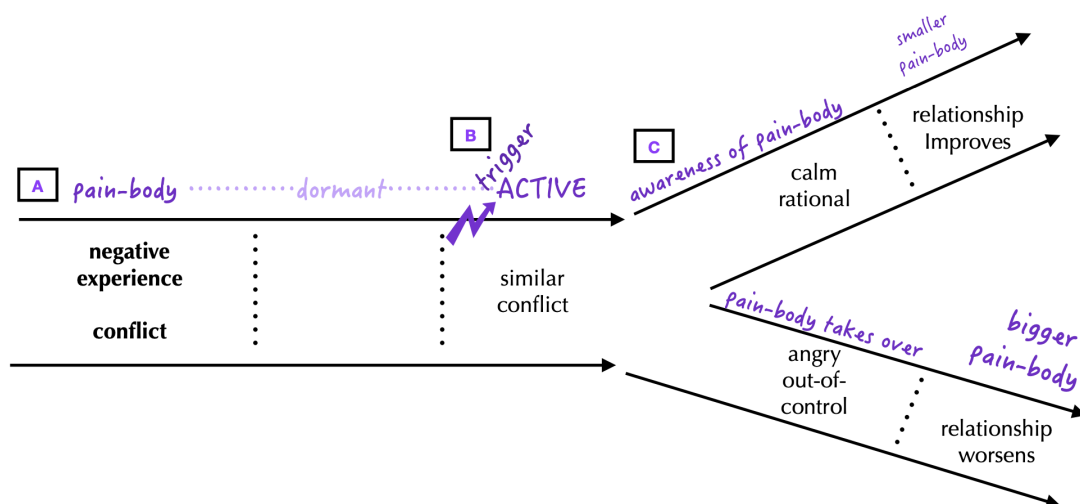 A
pain-body
dormant
B
trigger
ACTIVE
negative
experience
conflict
similar
conflict
C
awareness of pain-body
smaller
pain-body
calm
rational
relationship
Improves
pain-body takes over
bigger
pain-body
angry
out-of-
control
relationship
worsens